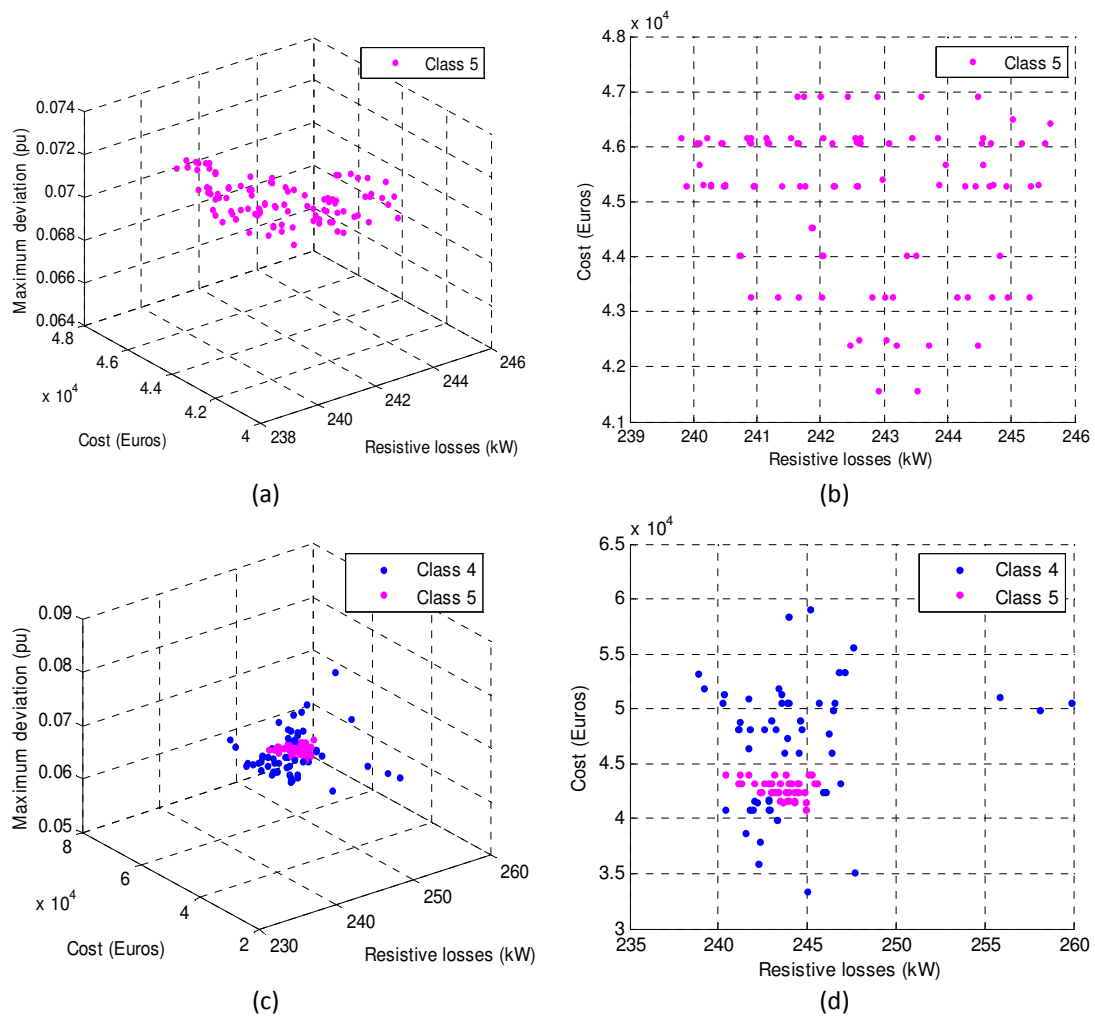 Class 5
0.074
0.072
0.07
0.068
0.066
0.064
Maximum deviation (pu)
4.8
4.6
4.4
4.2
4
x 10^4
Cost (Euros)
238
240
242
244
246
Resistive losses (kW)
(a)
x 10^4
4.8
4.7
4.6
4.5
4.4
4.3
4.2
4.1
Cost (Euros)
Class 5
239 240 241 242 243 244 245 246
Resistive losses (kW)
(b)
Class 4
Class 5
0.09
0.08
0.07
0.06
0.05
Maximum deviation (pu)
8
6
4
2
x 10^4
Cost (Euros)
230
240
250
260
Resistive losses (kW)
(c)
x 10^4
6.5
6
5.5
5
4.5
4
3.5
3
Cost (Euros)
Class 4
Class 5
235 240 245 250 255 260
Resistive losses (kW)
(d)